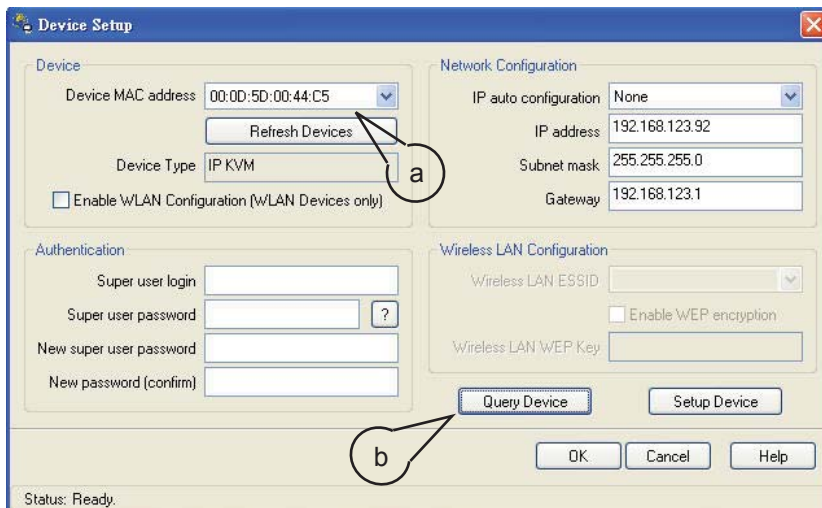 Device Setup
Device
Device MAC address 00:0D:5D:00:44:C5
Refresh Devices
Device Type IP KVM
Enable WLAN Configuration (WLAN Devices only)
a
Network Configuration
IP auto configuration None
IP address 192.168.123.92
Subnet mask 255.255.255.0
Gateway 192.168.123.1
Authentication
Super user login
Super user password ?
New super user password
New password (confirm)
Wireless LAN Configuration
Wireless LAN ESSID
Enable WEP encryption
Wireless LAN WEP Key
Query Device Setup Device
b
OK Cancel Help
Status: Ready.